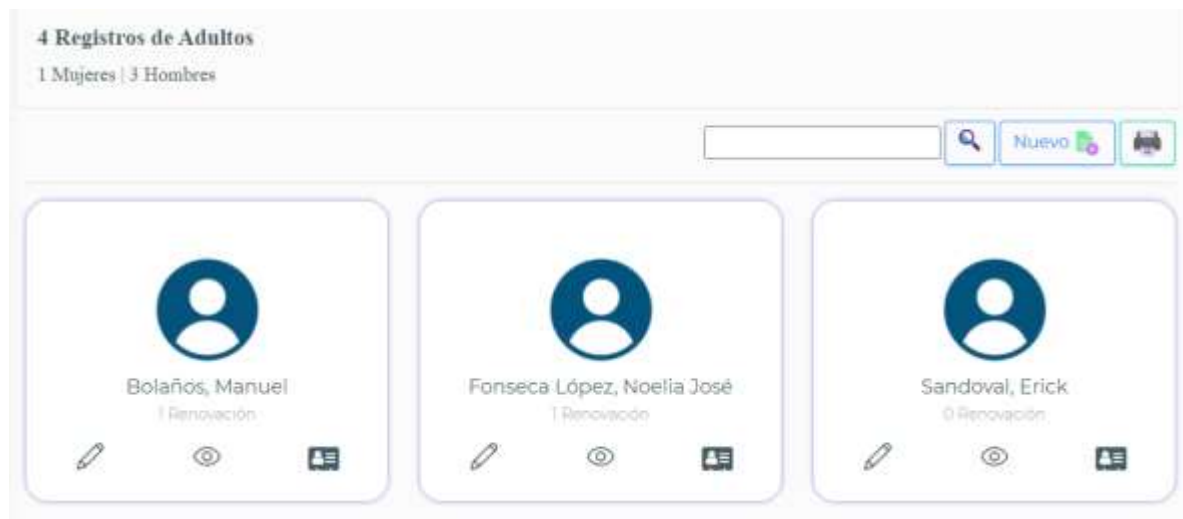 4 Registros de Adultos
1 Mujeres | 3 Hombres
Nuevo
Bolaños, Manuel
1 Renovación
Fonseca López, Noelia José
1 Renovación
Sandoval, Erick
0 Renovación